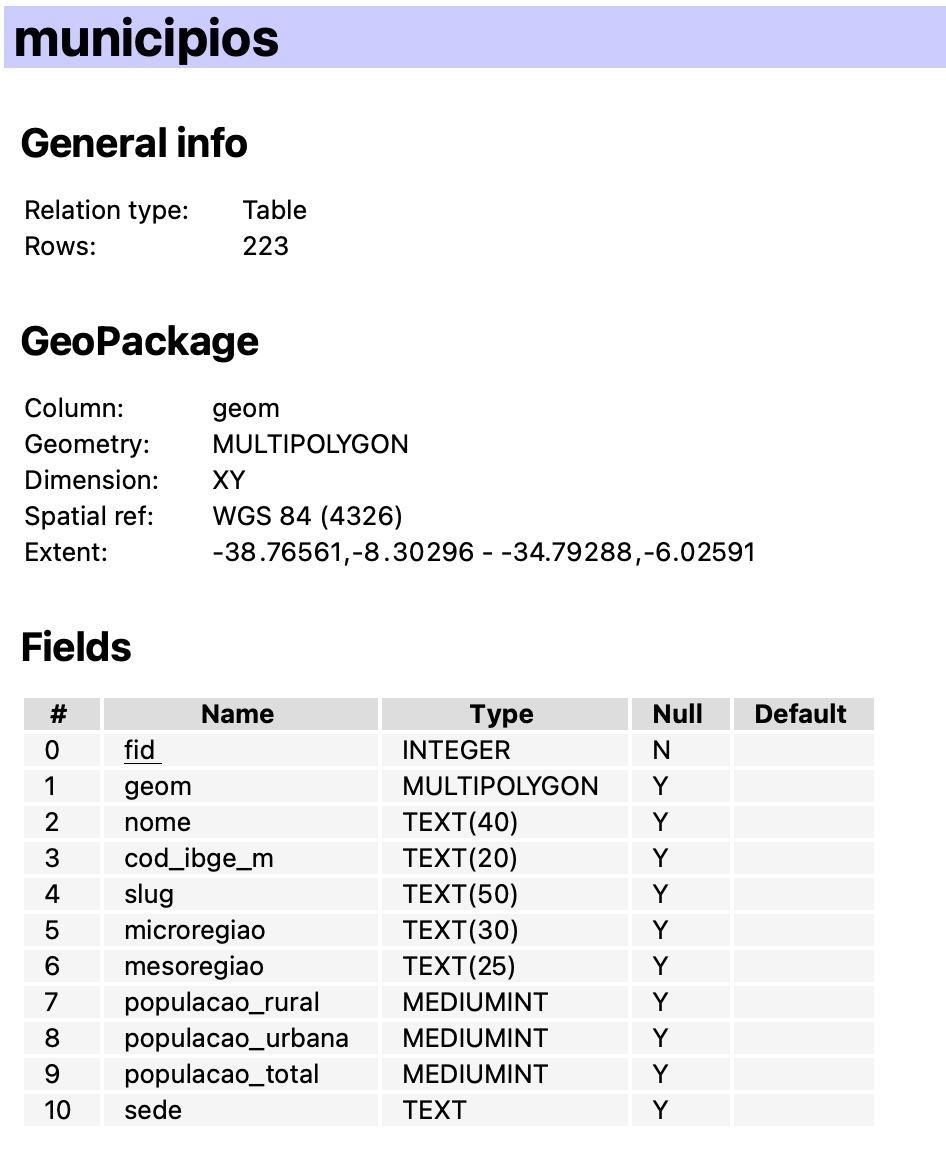 municipios
General info
Relation type: Table
Rows: 223
GeoPackage
Column: geom
Geometry: MULTIPOLYGON
Dimension: XY
Spatial ref: WGS 84 (4326)
Extent: -38.76561,-8.30296 - -34.79288,-6.02591
Fields
# Name Type Null Default
0 fid INTEGER N
1 geom MULTIPOLYGON Y
2 nome TEXT(40) Y
3 cod_ibge_m TEXT(20) Y
4 slug TEXT(50) Y
5 microregiao TEXT(30) Y
6 mesoregiao TEXT(25) Y
7 populacao_rural MEDIUMINT Y
8 populacao_urbana MEDIUMINT Y
9 populacao_total MEDIUMINT Y
10 sede TEXT Y